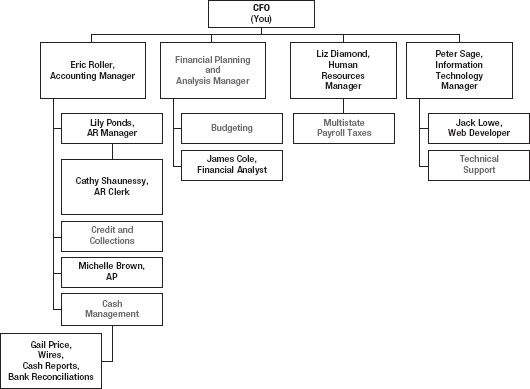 CFO
(You)
Eric Roller,
Accounting Manager
Financial Planning
and
Analysis Manager
Liz Diamond,
Human
Resources
Manager
Peter Sage,
Information
Technology
Manager
Lily Ponds,
AR Manager
Cathy Shaunessy,
AR Clerk
Credit and
Collections
Michelle Brown,
AP
Cash
Management
Gail Price,
Wires,
Cash Reports,
Bank Reconciliations
Budgeting
James Cole,
Financial Analyst
Multistate
Payroll Taxes
Jack Lowe,
Web Developer
Technical
Support